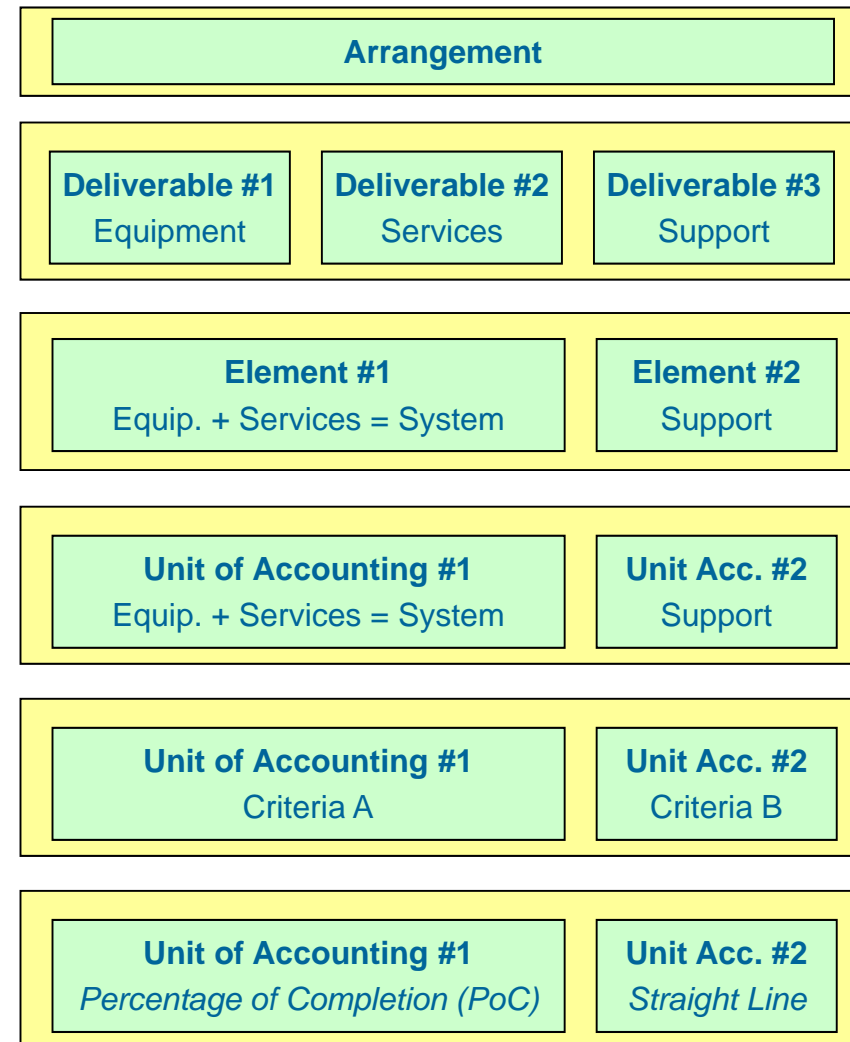 Arrangement
Deliverable #1
Equipment
Deliverable #2
Services
Deliverable #3
Support
Element #1
Equip. + Services = System
Element #2
Support
Unit of Accounting #1
Equip. + Services = System
Unit Acc. #2
Support
Unit of Accounting #1
Criteria A
Unit Acc. #2
Criteria B
Unit of Accounting #1
Percentage of Completion (PoC)
Unit Acc. #2
Straight Line